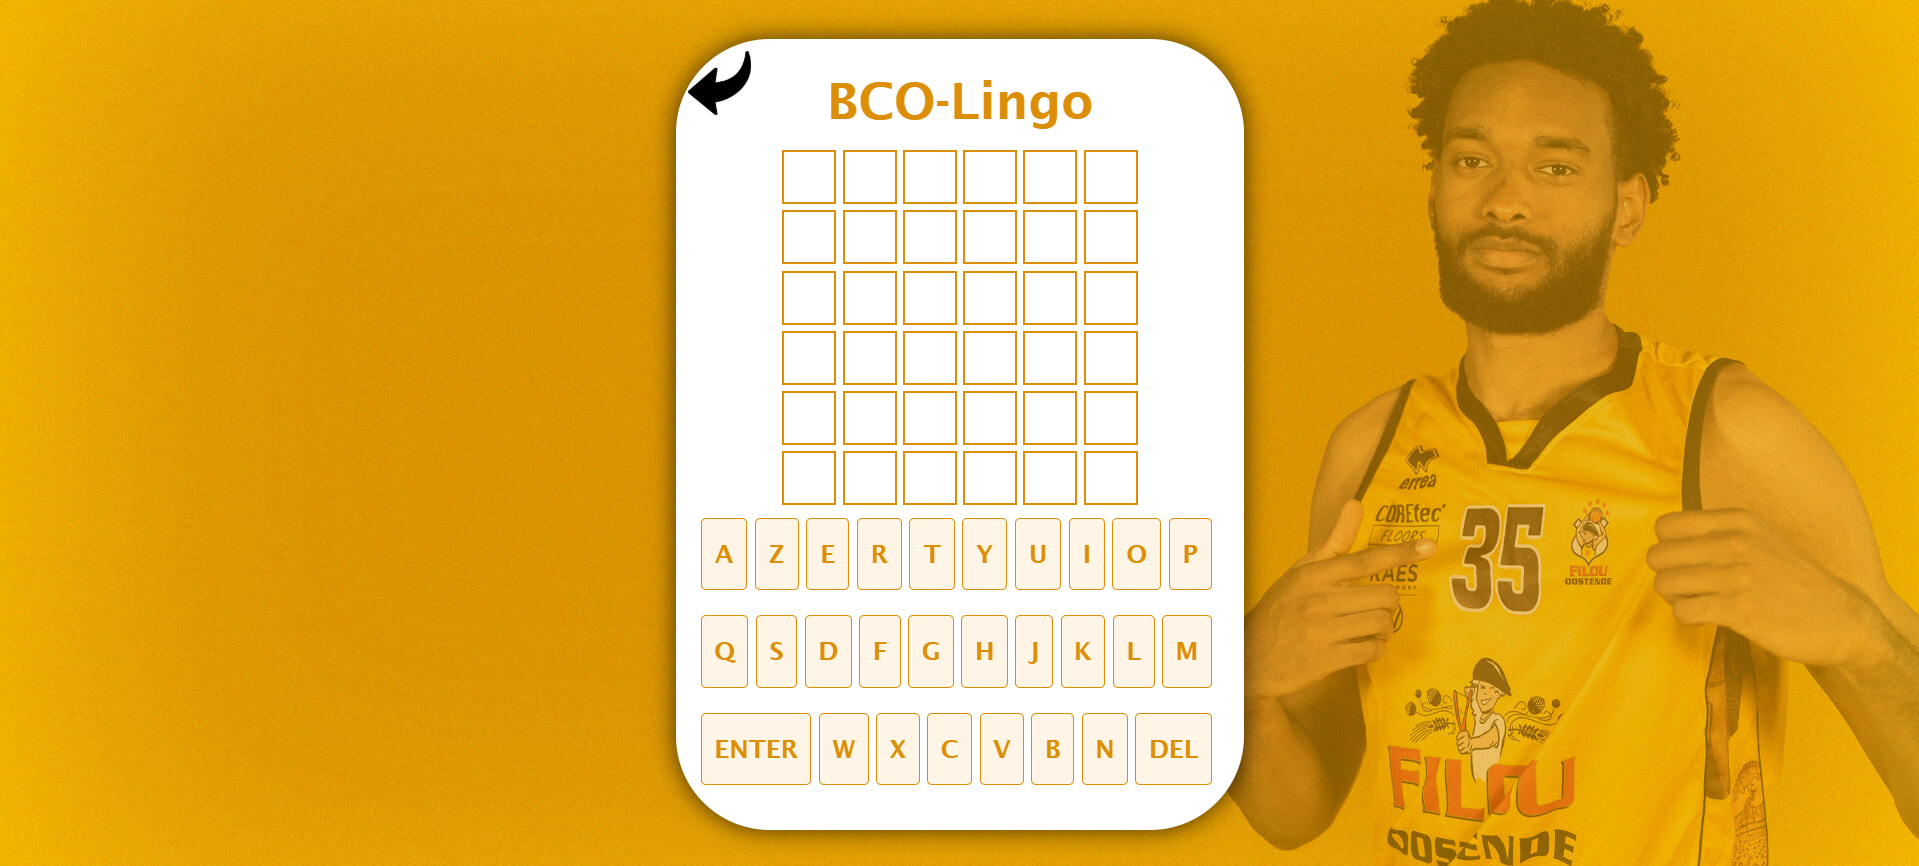 BCO-Lingo
A Z E R T Y U I O P
Q S D F G H J K L M
ENTER W X C V B N DEL
errea
COREtec
FLOORS
35
FILOU
OOSTENDE
FILOU
OOSTENDE